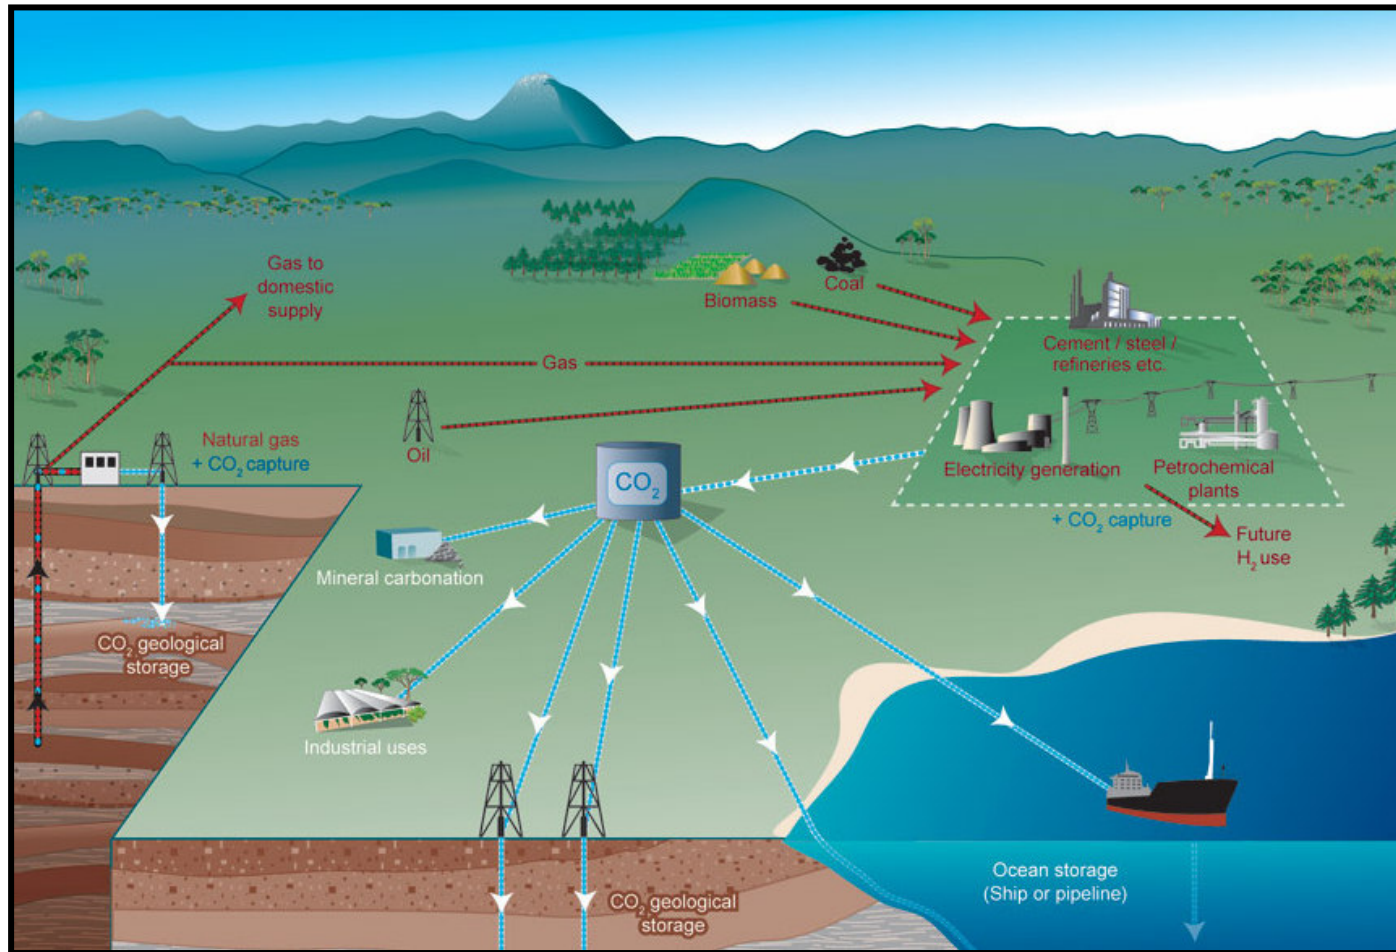 Gas to
domestic
supply
Biomass
Coal
Cement / steel /
refineries etc.
Gas
Oil
Natural gas
+ CO₂ capture
CO₂
Electricity generation
Petrochemical
plants
+ CO₂ capture
Future
H₂ use
Mineral carbonation
CO₂ geological
storage
Industrial uses
Ocean storage
(Ship or pipeline)
CO₂ geological
storage